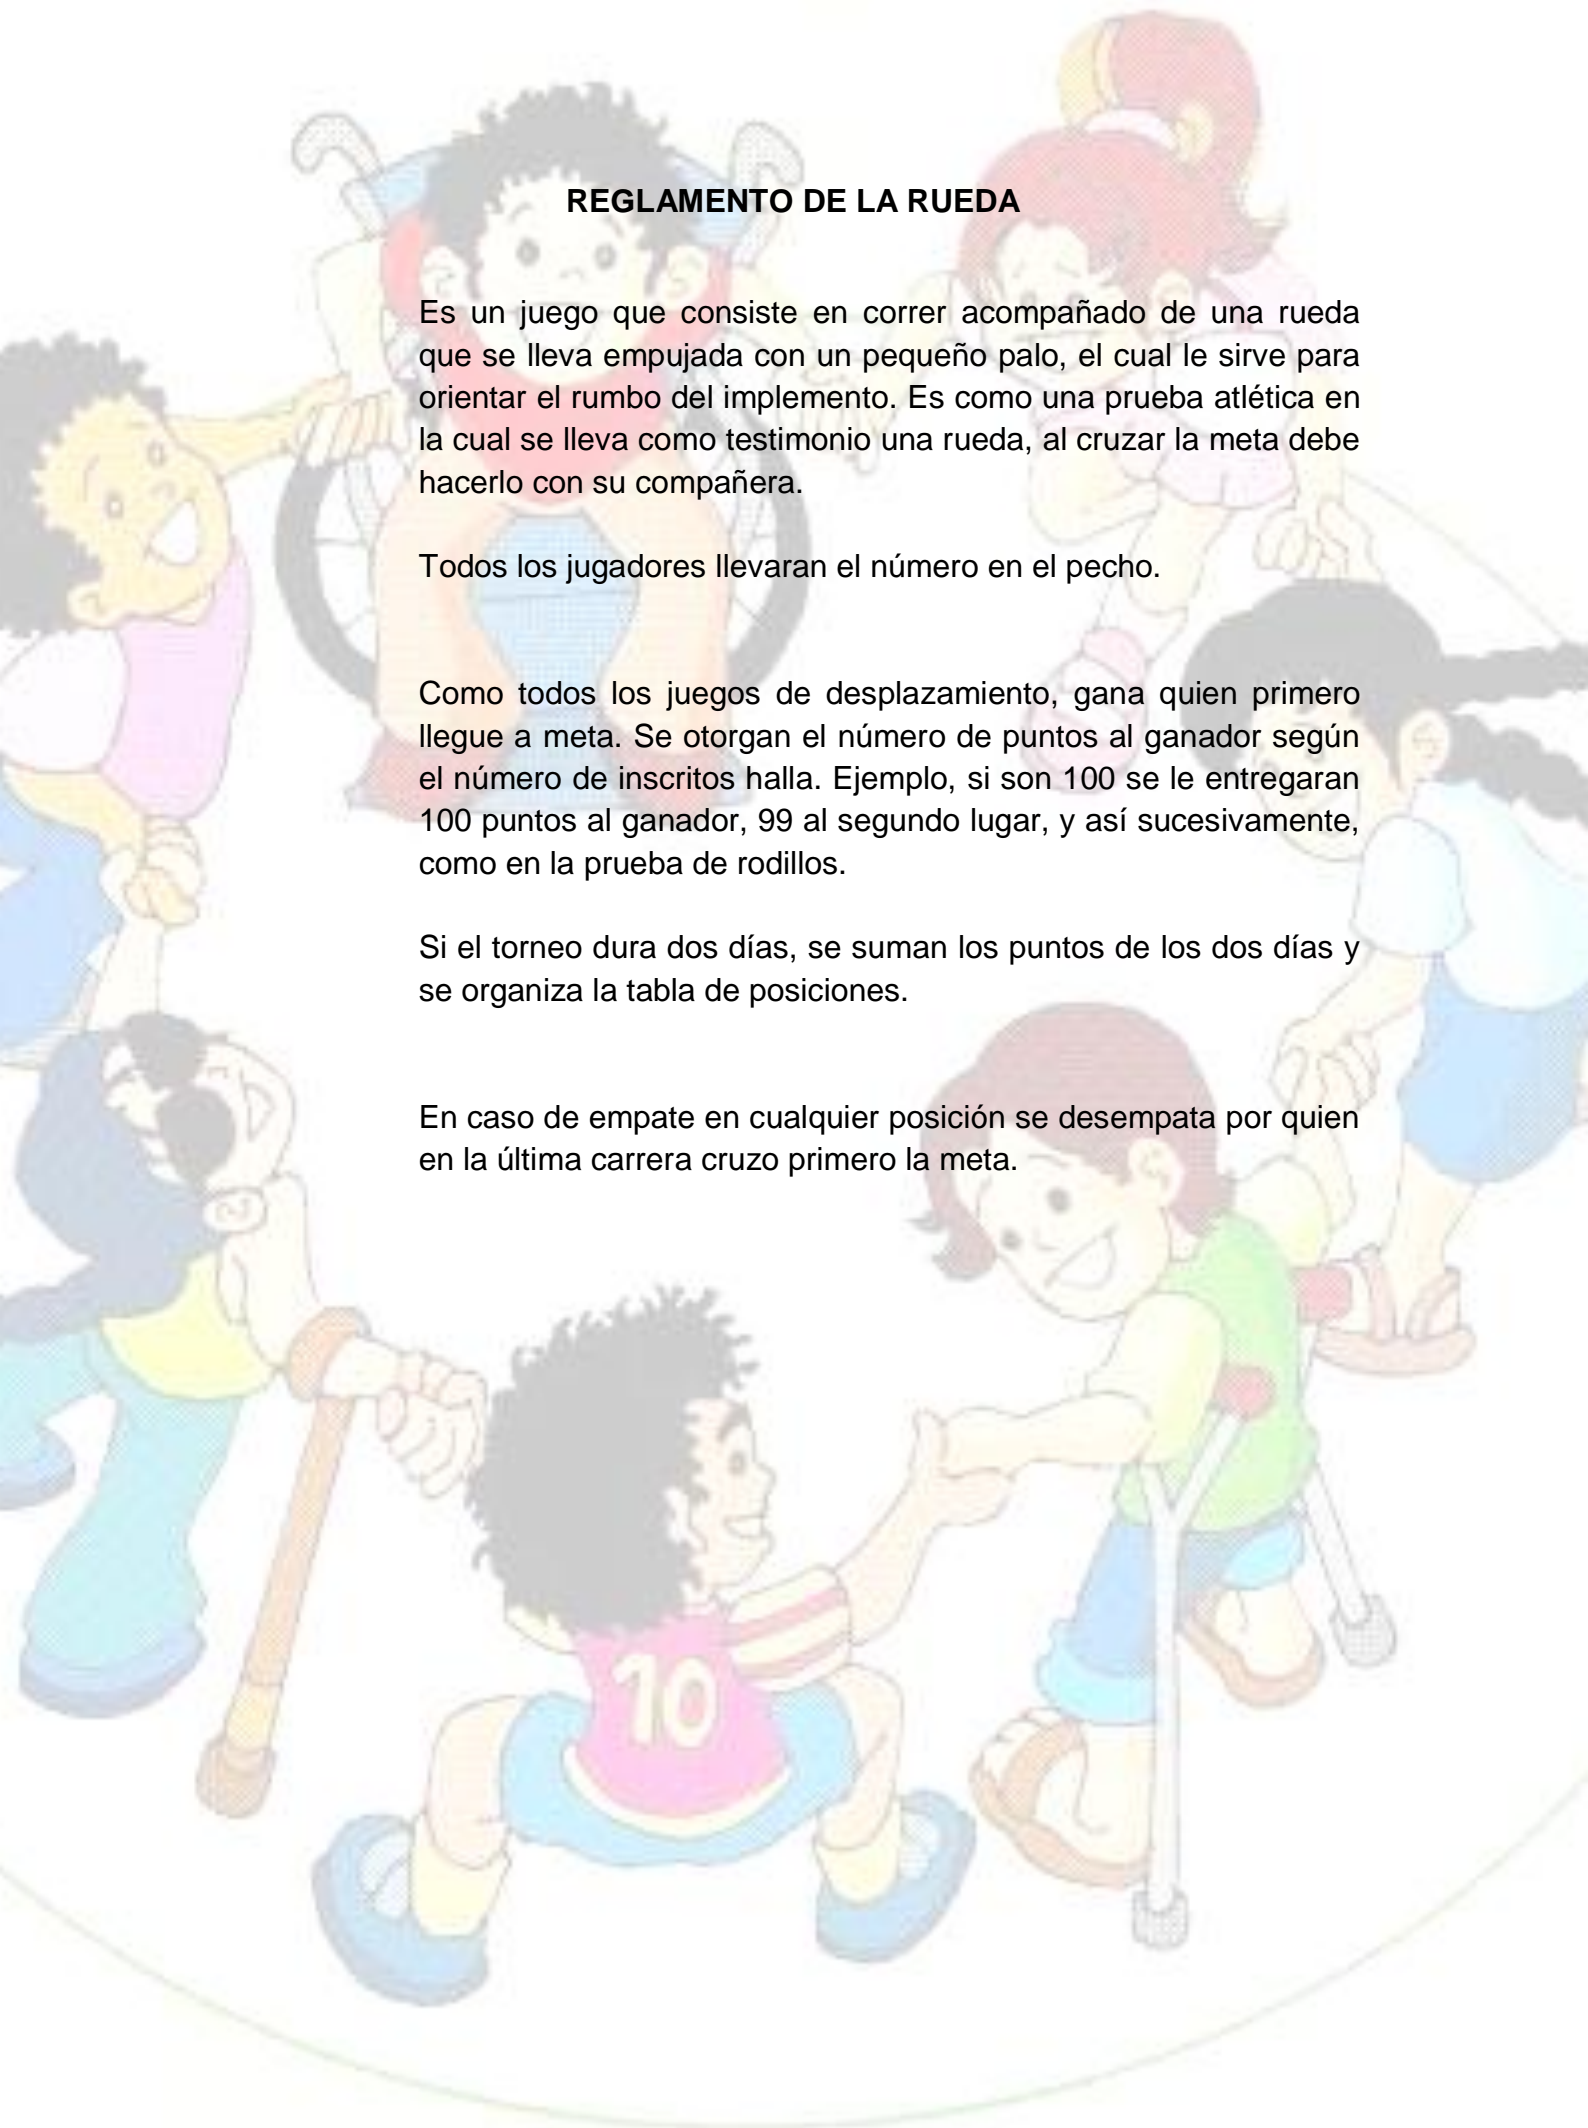 REGLAMENTO DE LA RUEDA
Es un juego que consiste en correr acompañado de una rueda
que se lleva empujada con un pequeño palo, el cual le sirve para
orientar el rumbo del implemento. Es como una prueba atlética en
la cual se lleva como testimonio una rueda, al cruzar la meta debe
hacerlo con su compañera.
Todos los jugadores llevaran el número en el pecho.
Como todos los juegos de desplazamiento, gana quien primero
llegue a meta. Se otorgan el número de puntos al ganador según
el número de inscritos halla. Ejemplo, si son 100 se le entregaran
100 puntos al ganador, 99 al segundo lugar, y así sucesivamente,
como en la prueba de rodillos.
Si el torneo dura dos días, se suman los puntos de los dos días y
se organiza la tabla de posiciones.
En caso de empate en cualquier posición se desempata por quien
en la última carrera cruzo primero la meta.
10